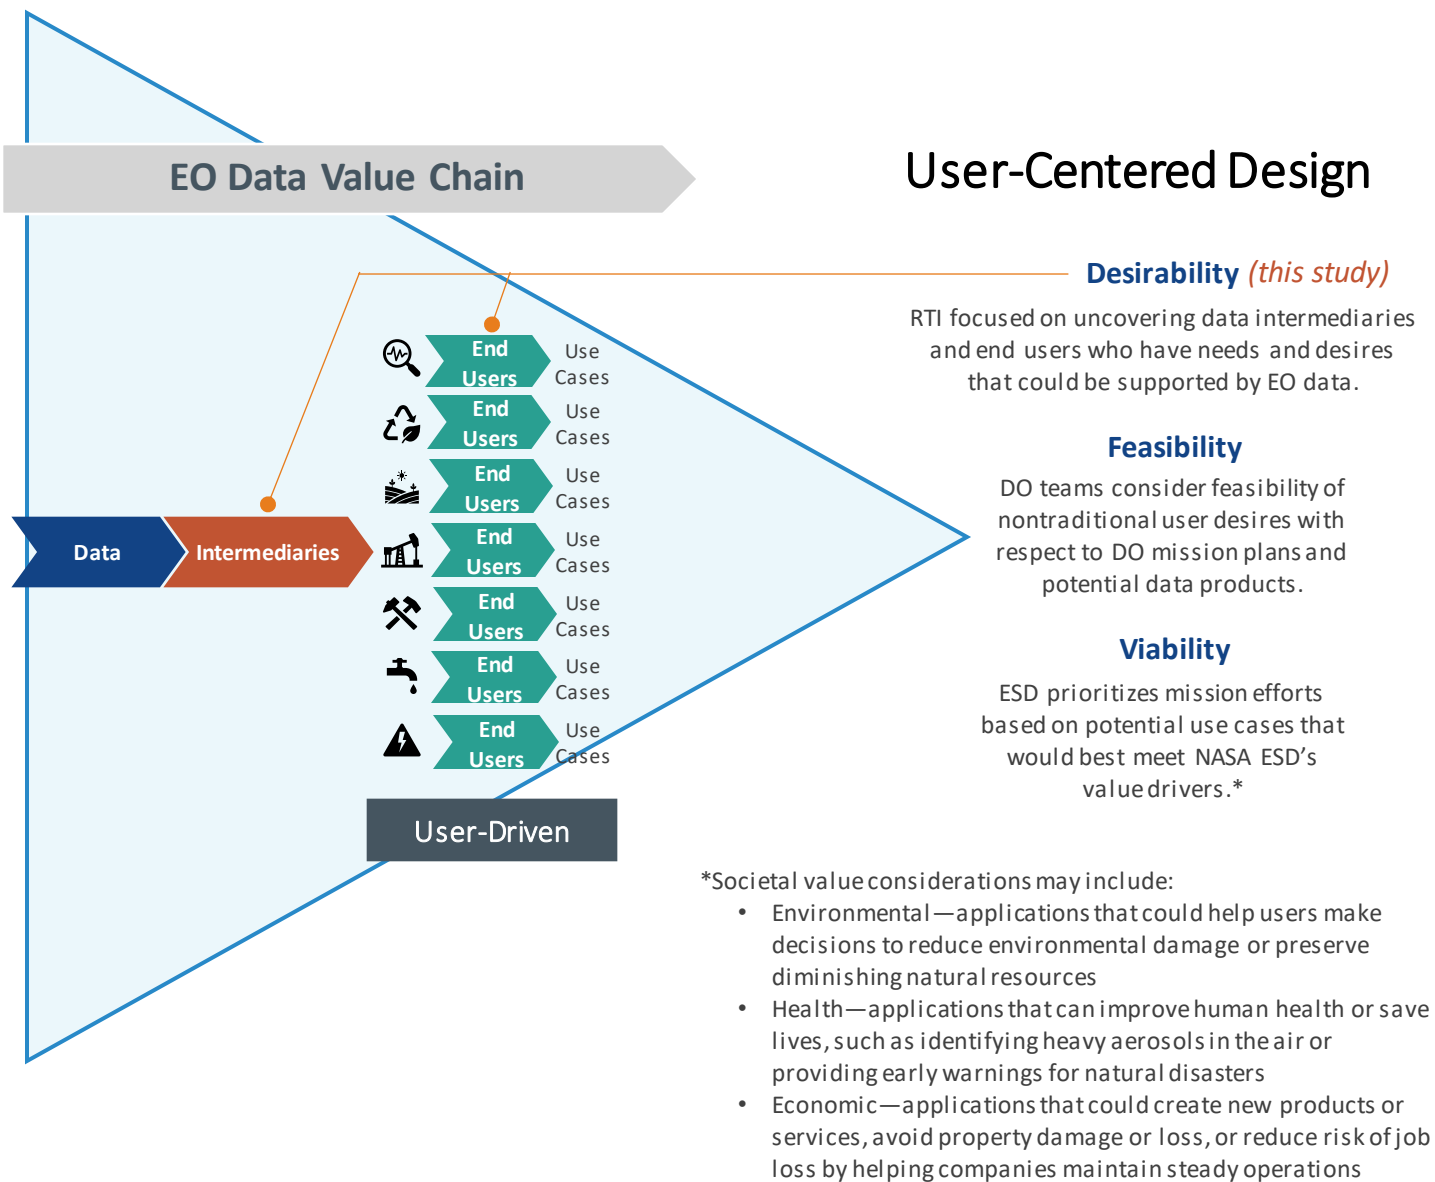 EO Data Value Chain
User-Centered Design
Desirability (this study)
RTI focused on uncovering data intermediaries
and end users who have needs and desires
that could be supported by EO data.
Feasibility
DO teams consider feasibility of
nontraditional user desires with
respect to DO mission plans and
potential data products.
Viability
ESD prioritizes mission efforts
based on potential use cases that
would best meet NASA ESD’s
value drivers.*
Data
Intermediaries
End
Users
Use
Cases
End
Users
Use
Cases
End
Users
Use
Cases
End
Users
Use
Cases
End
Users
Use
Cases
End
Users
Use
Cases
End
Users
Use
Cases
User-Driven
*Societal value considerations may include:
• Environmental—applications that could help users make
decisions to reduce environmental damage or preserve
diminishing natural resources
• Health—applications that can improve human health or save
lives, such as identifying heavy aerosols in the air or
providing early warnings for natural disasters
• Economic—applications that could create new products or
services, avoid property damage or loss, or reduce risk of job
loss by helping companies maintain steady operations